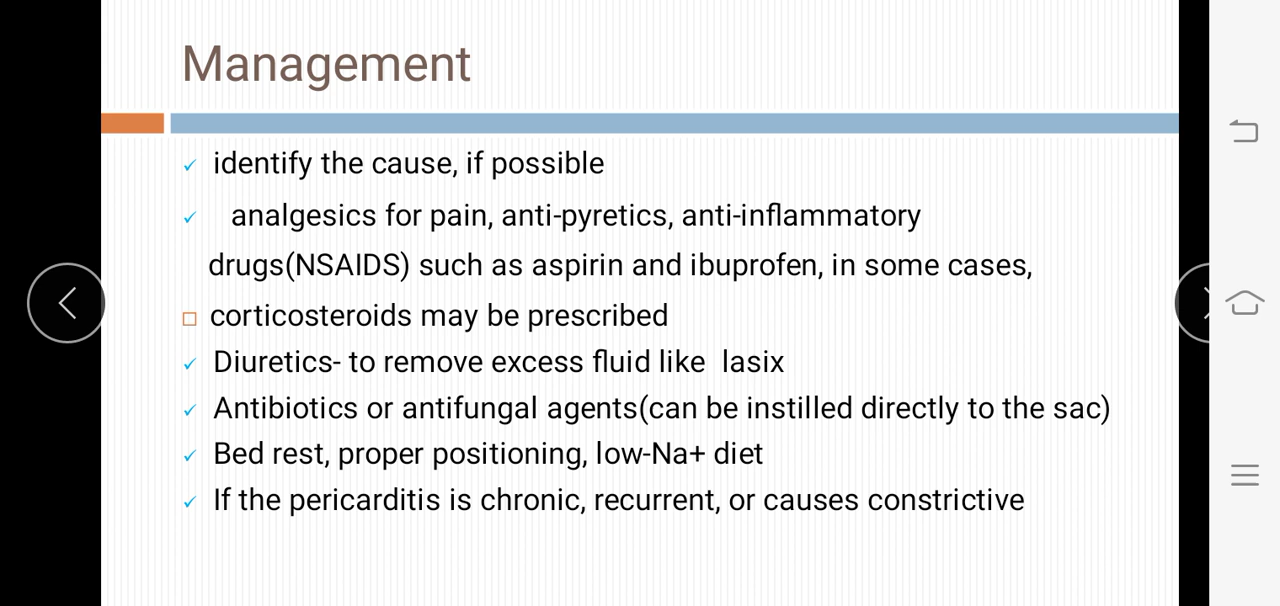 Management
identify the cause, if possible
analgesics for pain, anti-pyretics, anti-inflammatory
drugs(NSAIDS) such as aspirin and ibuprofen, in some cases,
corticosteroids may be prescribed
Diuretics- to remove excess fluid like  lasix
Antibiotics or antifungal agents(can be instilled directly to the sac)
Bed rest, proper positioning, low-Na+ diet
If the pericarditis is chronic, recurrent, or causes constrictive